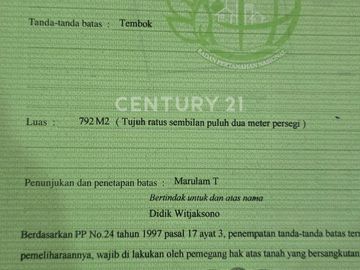 Tanda-tanda batas : Tembok
BADAN PERTANAHAN NASIONAL
CENTURY 21
Luas : 792 M2 ( Tujuh ratus sembilan puluh dua meter persegi )
Penunjukan dan penetapan batas : Marulam T
Bertindak untuk dan atas nama
Didik Witjaksono
Berdasarkan PP No.24 tahun 1997 pasal 17 ayat 3, penempatan tanda-tanda batas ter
pemeliharaannya, wajib di lakukan oleh pemegang hak atas tanah yang bersangkutan